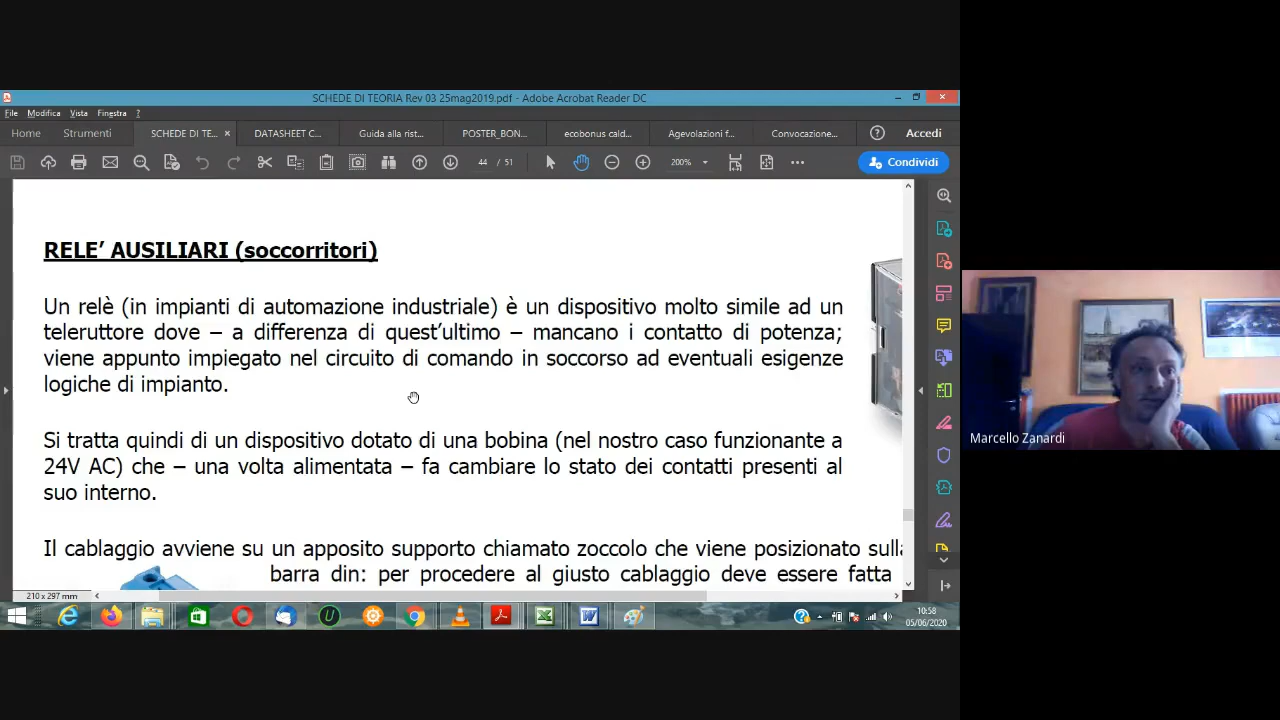 SCHEDE DI TEORIA Rev 03 25mag2019.pdf - Adobe Acrobat Reader DC
File Modifica Vista Finestra ?
Home Strumenti SCHEDE DI TE... × DATASHEET C... Guida alla rist... POSTER_BON... ecobonus cald... Agevolazioni f... Convocazione... Accedi
44 / 51 200% Condividi
RELE’ AUSILIARI (soccorritori)
Un relè (in impianti di automazione industriale) è un dispositivo molto simile ad un
teleruttore dove – a differenza di quest’ultimo – mancano i contatto di potenza;
viene appunto impiegato nel circuito di comando in soccorso ad eventuali esigenze
logiche di impianto.
Si tratta quindi di un dispositivo dotato di una bobina (nel nostro caso funzionante a
24V AC) che – una volta alimentata – fa cambiare lo stato dei contatti presenti al
suo interno.
Il cablaggio avviene su un apposito supporto chiamato zoccolo che viene posizionato sulla
barra din: per procedere al giusto cablaggio deve essere fatta
210 x 297 mm
10:58
05/06/2020
Marcello Zanardi